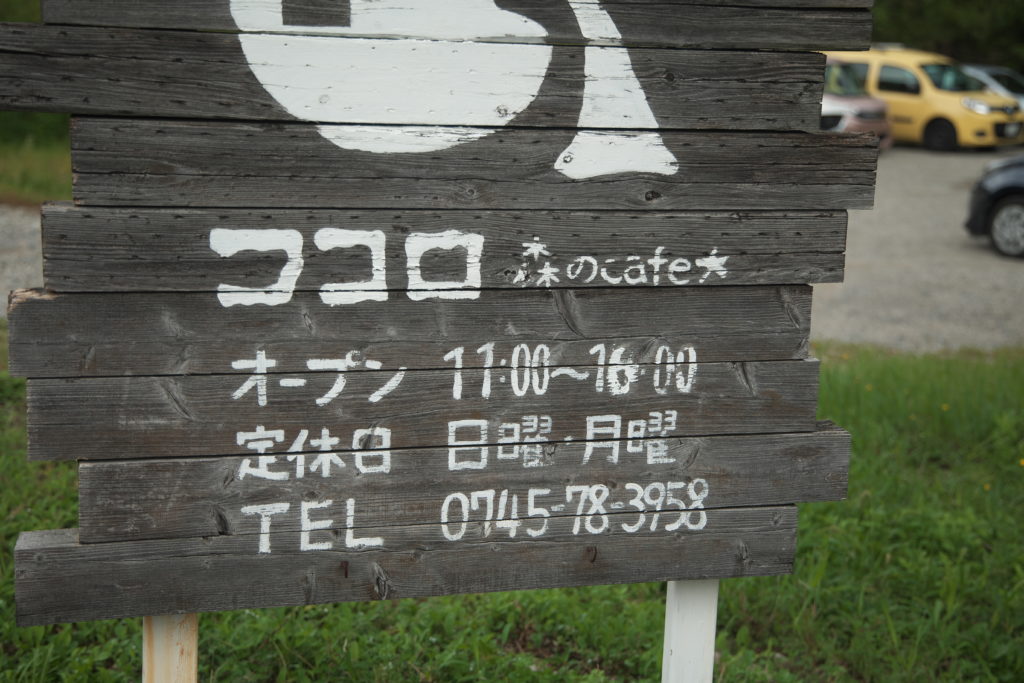 ココロ 森のcafe★
オープン 11:00〜16:00
定休日 日曜・月曜
TEL 0745-78-3958